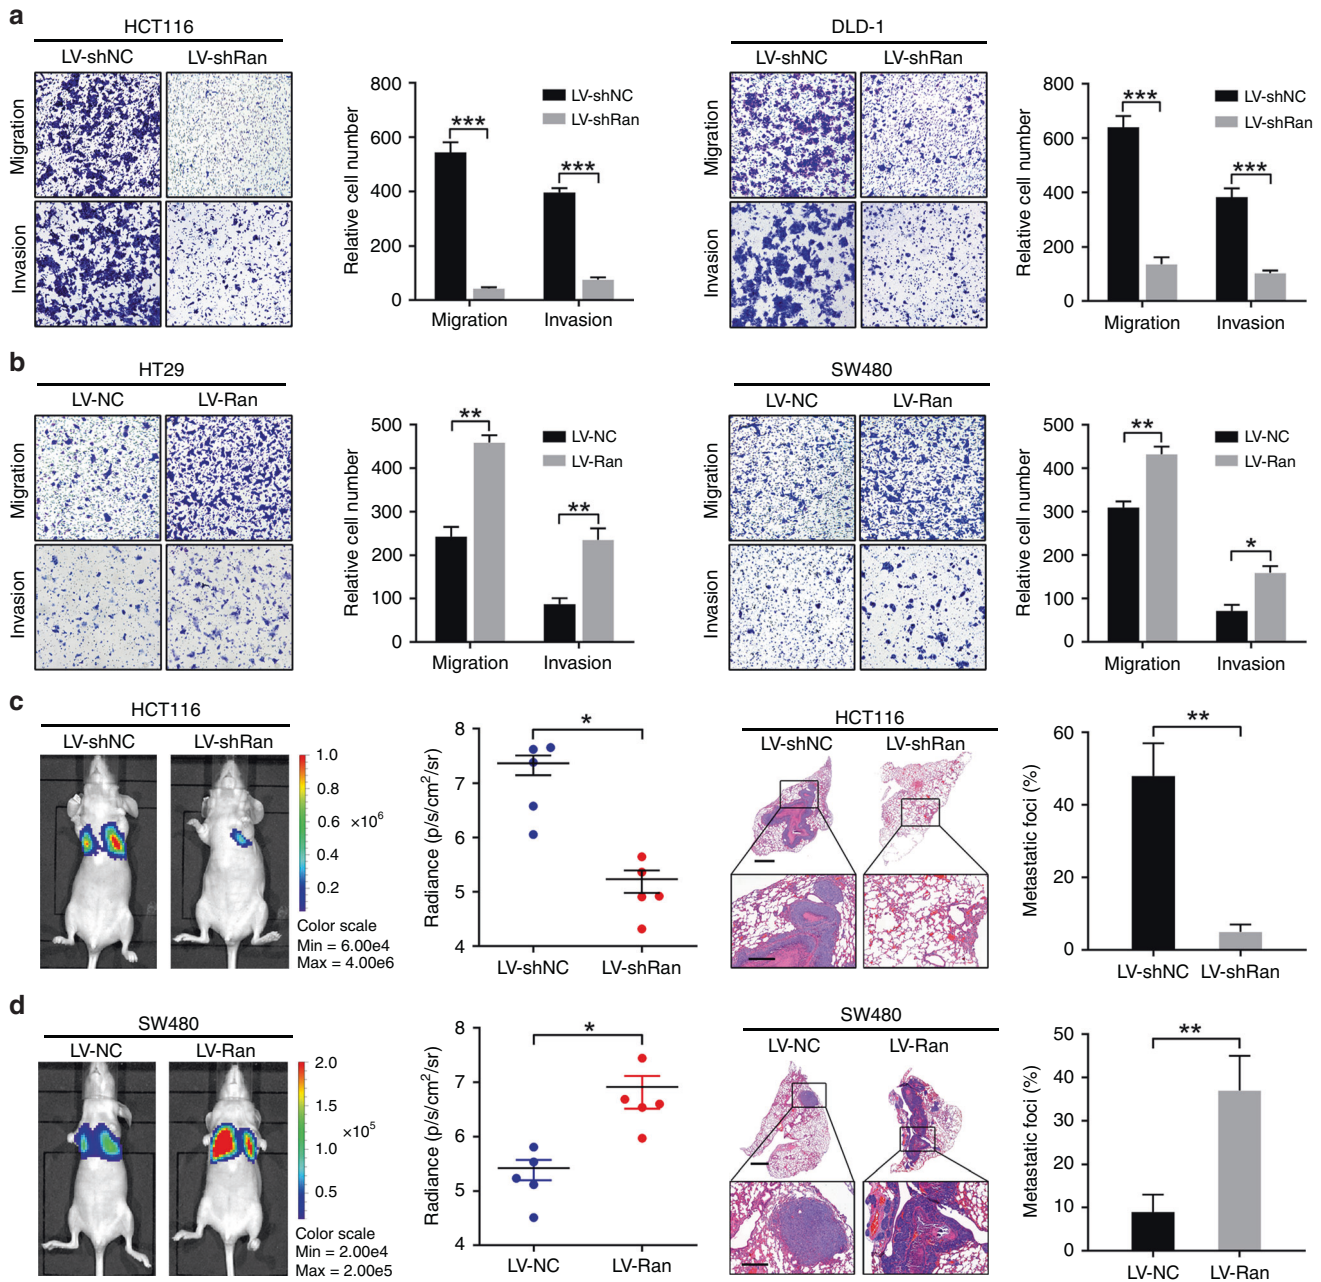 a
HCT116
LV-shNC LV-shRan
Migration
Invasion
Relative cell number
800
600
400
200
0
***
***
LV-shNC
LV-shRan
Migration Invasion
DLD-1
LV-shNC LV-shRan
Migration
Invasion
Relative cell number
800
600
400
200
0
***
***
LV-shNC
LV-shRan
Migration Invasion
b
HT29
LV-NC LV-Ran
Migration
Invasion
Relative cell number
500
400
300
200
100
0
**
**
LV-NC
LV-Ran
Migration Invasion
SW480
LV-NC LV-Ran
Migration
Invasion
Relative cell number
500
400
300
200
100
0
**
*
LV-NC
LV-Ran
Migration Invasion
c
HCT116
LV-shNC LV-shRan
1.0
0.8
0.6 ×10⁶
0.4
0.2
Color scale
Min = 6.00e4
Max = 4.00e6
Radiance (p/s/cm²/sr)
8
7
6
5
4
*
LV-shNC LV-shRan
HCT116
LV-shNC LV-shRan
Metastatic foci (%)
60
40
20
0
**
LV-shNC LV-shRan
d
SW480
LV-NC LV-Ran
2.0
1.5
1.0 ×10⁵
0.5
Color scale
Min = 2.00e4
Max = 2.00e5
Radiance (p/s/cm²/sr)
8
7
6
5
4
*
LV-NC LV-Ran
SW480
LV-NC LV-Ran
Metastatic foci (%)
50
40
30
20
10
0
**
LV-NC LV-Ran